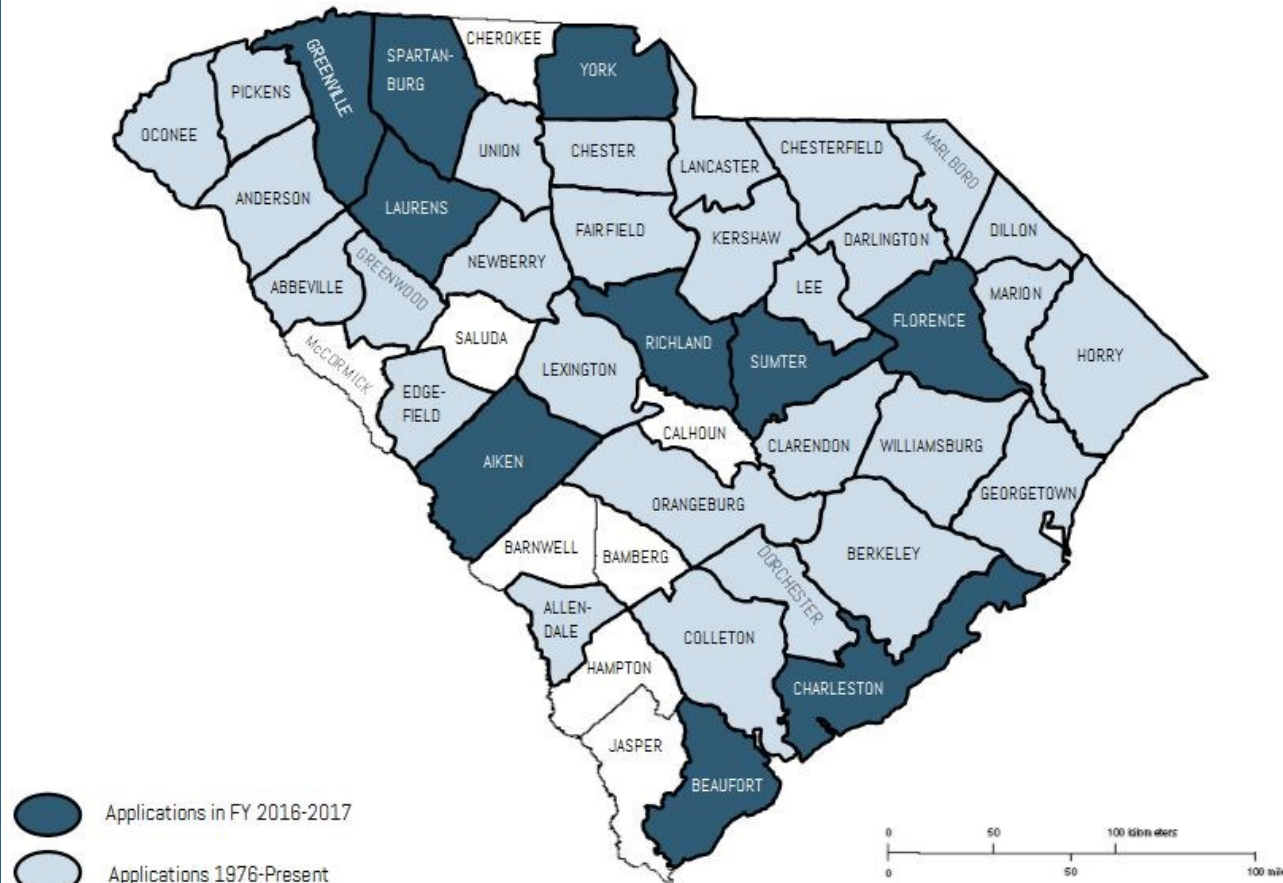 CHEROKEE
GREENVILLE
SPARTAN-
BURG
YORK
PICKENS
OCONEE
UNION
CHESTER
LANCASTER
CHESTERFIELD
MARLBORO
ANDERSON
LAURENS
FAIRFIELD
KERSHAW
DARLINGTON
DILLON
NEWBERRY
GREENWOOD
ABBEVILLE
LEE
MARION
SALUDA
RICHLAND
FLORENCE
McCORMICK
LEXINGTON
SUMTER
HORRY
EDGE-
FIELD
CALHOUN
CLARENDON
WILLIAMSBURG
AIKEN
GEORGETOWN
ORANGEBURG
BARNWELL
BAMBERG
DORCHESTER
BERKELEY
ALLEN-
DALE
COLLETON
HAMPTON
CHARLESTON
JASPER
BEAUFORT
Applications in FY 2016-2017
Applications 1976-Present
0 50 100 kilometers
0 50 100 mile